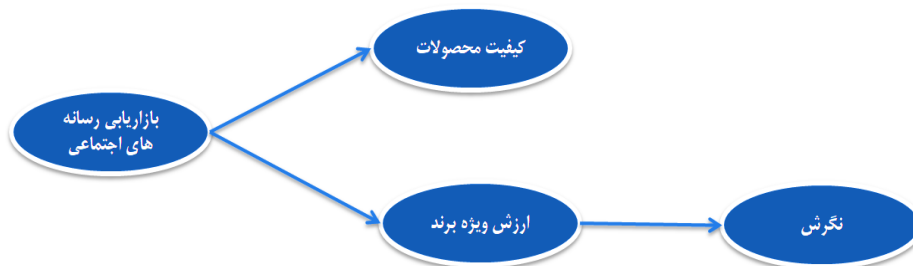 کیفیت محصولات
بازاریابی رسانه
های اجتماعی
ارزش ویژه برند
نگرش